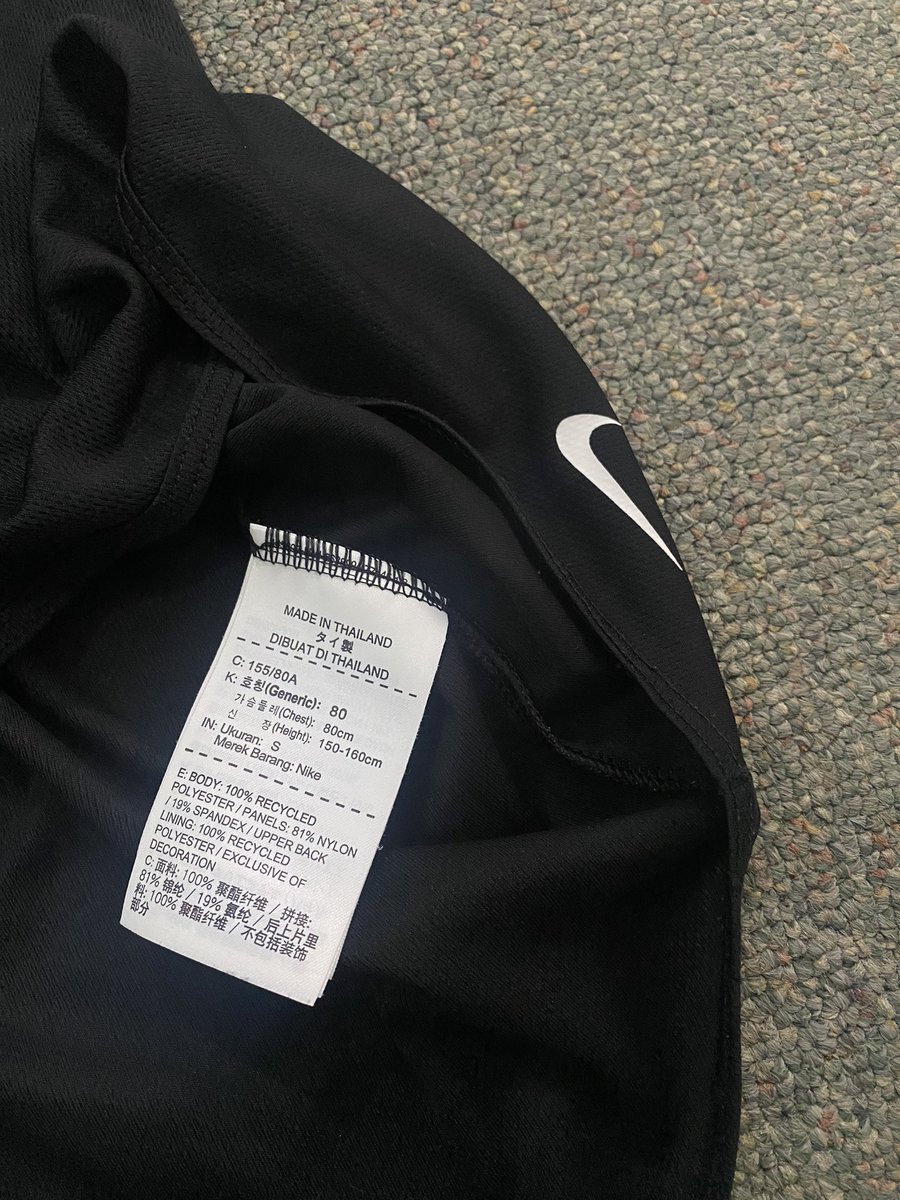 MADE IN THAILAND
タイ製
DIBUAT DI THAILAND
C: 155/80A
K: 호칭(Generic): 80
가슴둘레(Chest): 80cm
신 장(Height): 150-160cm
IN: Ukuran: S
Merek Barang: Nike
E: BODY: 100% RECYCLED
POLYESTER / PANELS: 81% NYLON
/ 19% SPANDEX / UPPER BACK
LINING: 100% RECYCLED
POLYESTER / EXCLUSIVE OF
DECORATION
C: 面料: 100% 聚酯纤维 / 拼接:
81% 锦纶 / 19% 氨纶 / 后上片里
料: 100% 聚酯纤维 / 不包括装饰
部分